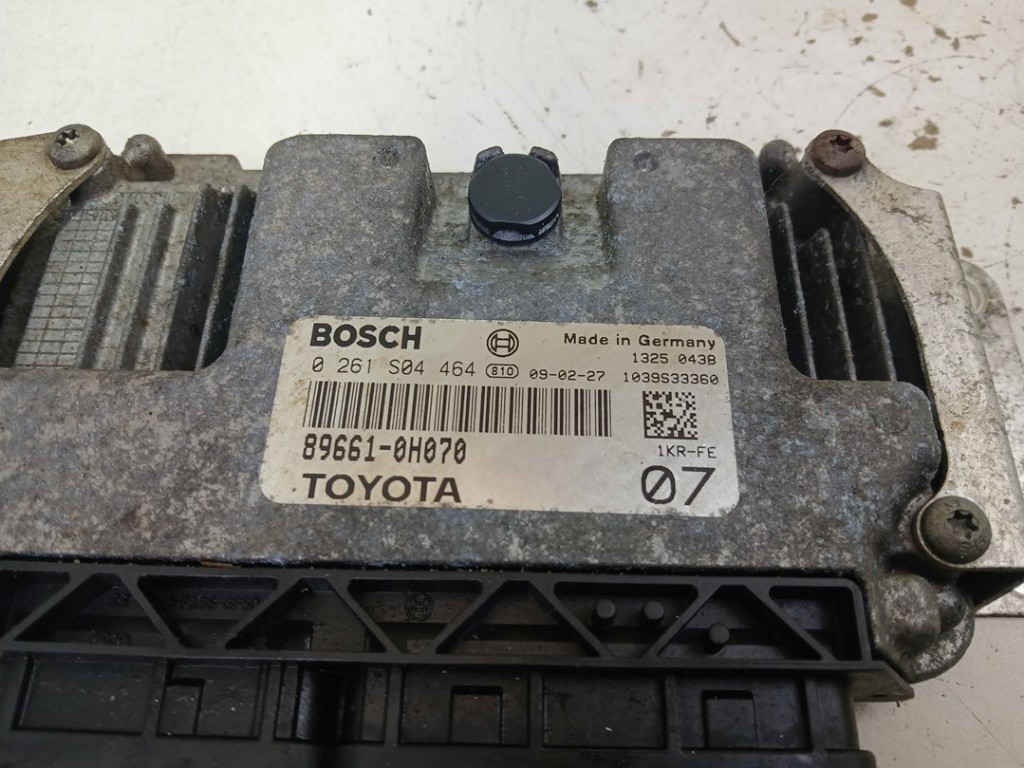 BOSCH Made in Germany
1325 043B
0 261 S04 464 810 09-02-27 1039S33360
89661-0H070 1KR-FE
TOYOTA 07